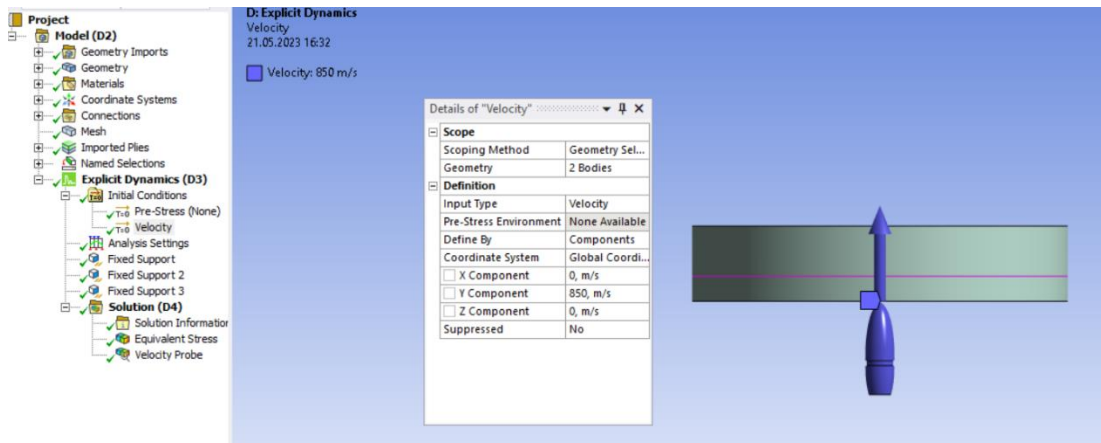 Project
Model (D2)
Geometry Imports
Geometry
Materials
Coordinate Systems
Connections
Mesh
Imported Plies
Named Selections
Explicit Dynamics (D3)
Initial Conditions
T=0 Pre-Stress (None)
T=0 Velocity
Analysis Settings
Fixed Support
Fixed Support 2
Fixed Support 3
Solution (D4)
Solution Information
Equivalent Stress
Velocity Probe
D: Explicit Dynamics
Velocity
21.05.2023 16:32
Velocity: 850 m/s
Details of "Velocity"
Scope
Scoping Method Geometry Sel...
Geometry 2 Bodies
Definition
Input Type Velocity
Pre-Stress Environment None Available
Define By Components
Coordinate System Global Coordi...
X Component 0, m/s
Y Component 850, m/s
Z Component 0, m/s
Suppressed No